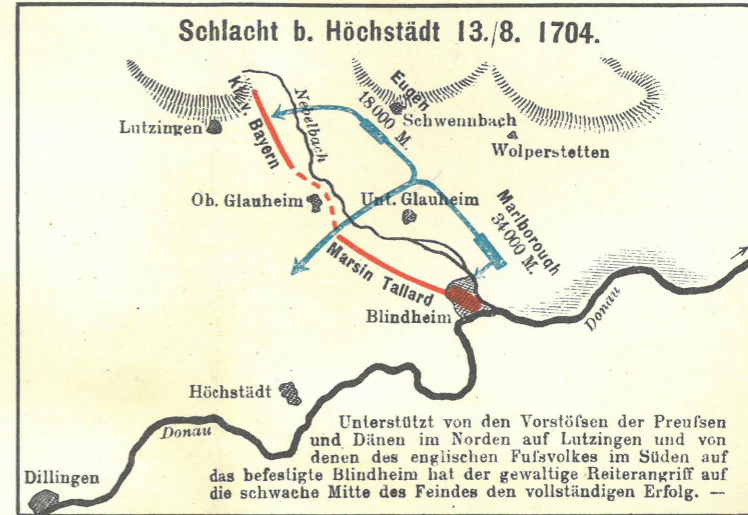 Schlacht b. Höchstädt 13./8. 1704.
Eugen
18000 M.
Schwennbach
Wolperstetten
Nebelbach
Lutzingen
Kf. v. Bayern
Ob. Glauheim
Unt. Glauheim
Marlborough
34000 M.
Marsin Tallard
Blindheim
Donau
Höchstädt
Donau
Dillingen
Unterstützt von den Vorstößen der Preußen
und Dänen im Norden auf Lutzingen und von
denen des englischen Fußvolkes im Süden auf
das befestigte Blindheim hat der gewaltige Reiterangriff auf
die schwache Mitte des Feindes den vollständigen Erfolg. —